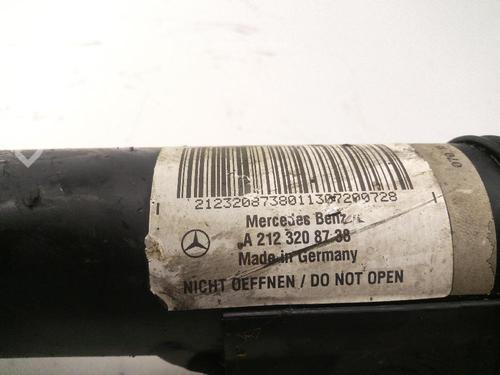 2123208738011307200728
Mercedes Benz
A 212 320 87 38
Made in Germany
NICHT OEFFNEN / DO NOT OPEN